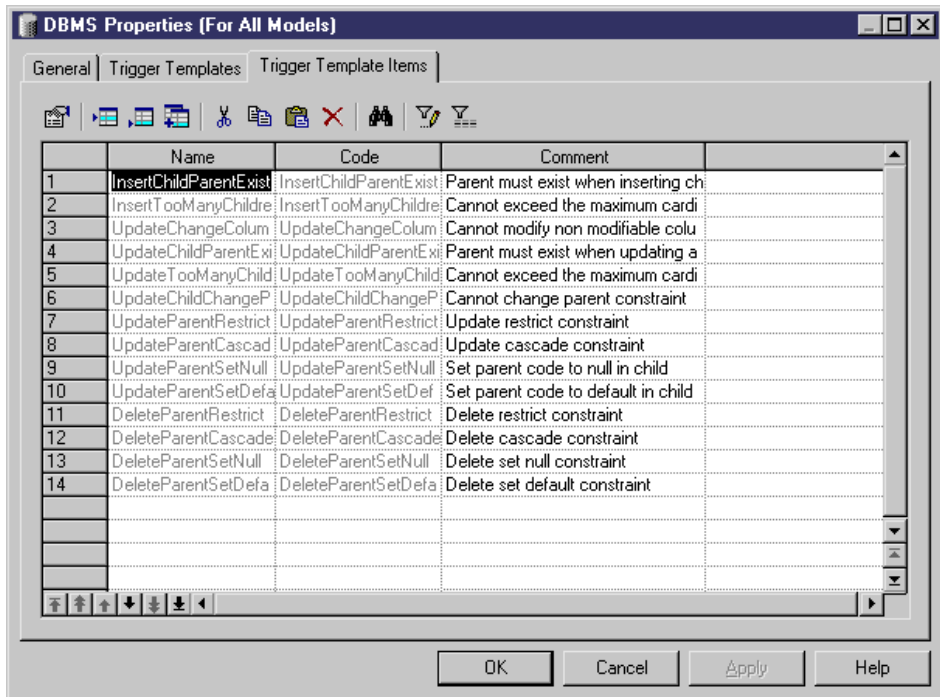 DBMS Properties (For All Models)
General Trigger Templates Trigger Template Items
Name Code Comment
1 InsertChildParentExist InsertChildParentExist Parent must exist when inserting ch
2 InsertTooManyChildre InsertTooManyChildre Cannot exceed the maximum cardi
3 UpdateChangeColum UpdateChangeColum Cannot modify non modifiable colu
4 UpdateChildParentExi UpdateChildParentExi Parent must exist when updating a
5 UpdateTooManyChild UpdateTooManyChild Cannot exceed the maximum cardi
6 UpdateChildChangeP UpdateChildChangeP Cannot change parent constraint
7 UpdateParentRestrict UpdateParentRestrict Update restrict constraint
8 UpdateParentCascad UpdateParentCascad Update cascade constraint
9 UpdateParentSetNull UpdateParentSetNull Set parent code to null in child
10 UpdateParentSetDefa UpdateParentSetDef Set parent code to default in child
11 DeleteParentRestrict DeleteParentRestrict Delete restrict constraint
12 DeleteParentCascade DeleteParentCascade Delete cascade constraint
13 DeleteParentSetNull DeleteParentSetNull Delete set null constraint
14 DeleteParentSetDefa DeleteParentSetDefa Delete set default constraint
OK Cancel Apply Help